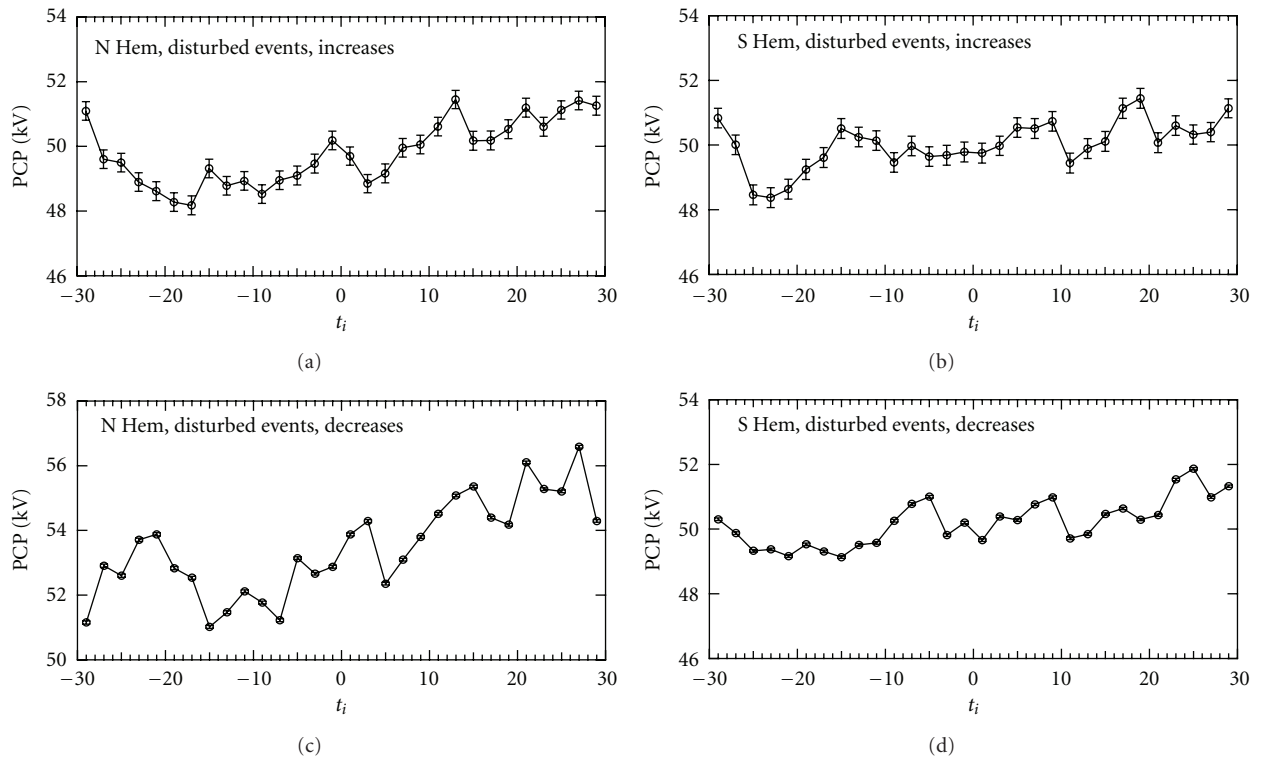 54
52
50
48
46
PCP (kV)
N Hem, disturbed events, increases
−30 −20 −10 0 10 20 30
t_i
(a)
54
52
50
48
46
PCP (kV)
S Hem, disturbed events, increases
−30 −20 −10 0 10 20 30
t_i
(b)
58
56
54
52
50
PCP (kV)
N Hem, disturbed events, decreases
−30 −20 −10 0 10 20 30
t_i
(c)
54
52
50
48
46
PCP (kV)
S Hem, disturbed events, decreases
−30 −20 −10 0 10 20 30
t_i
(d)